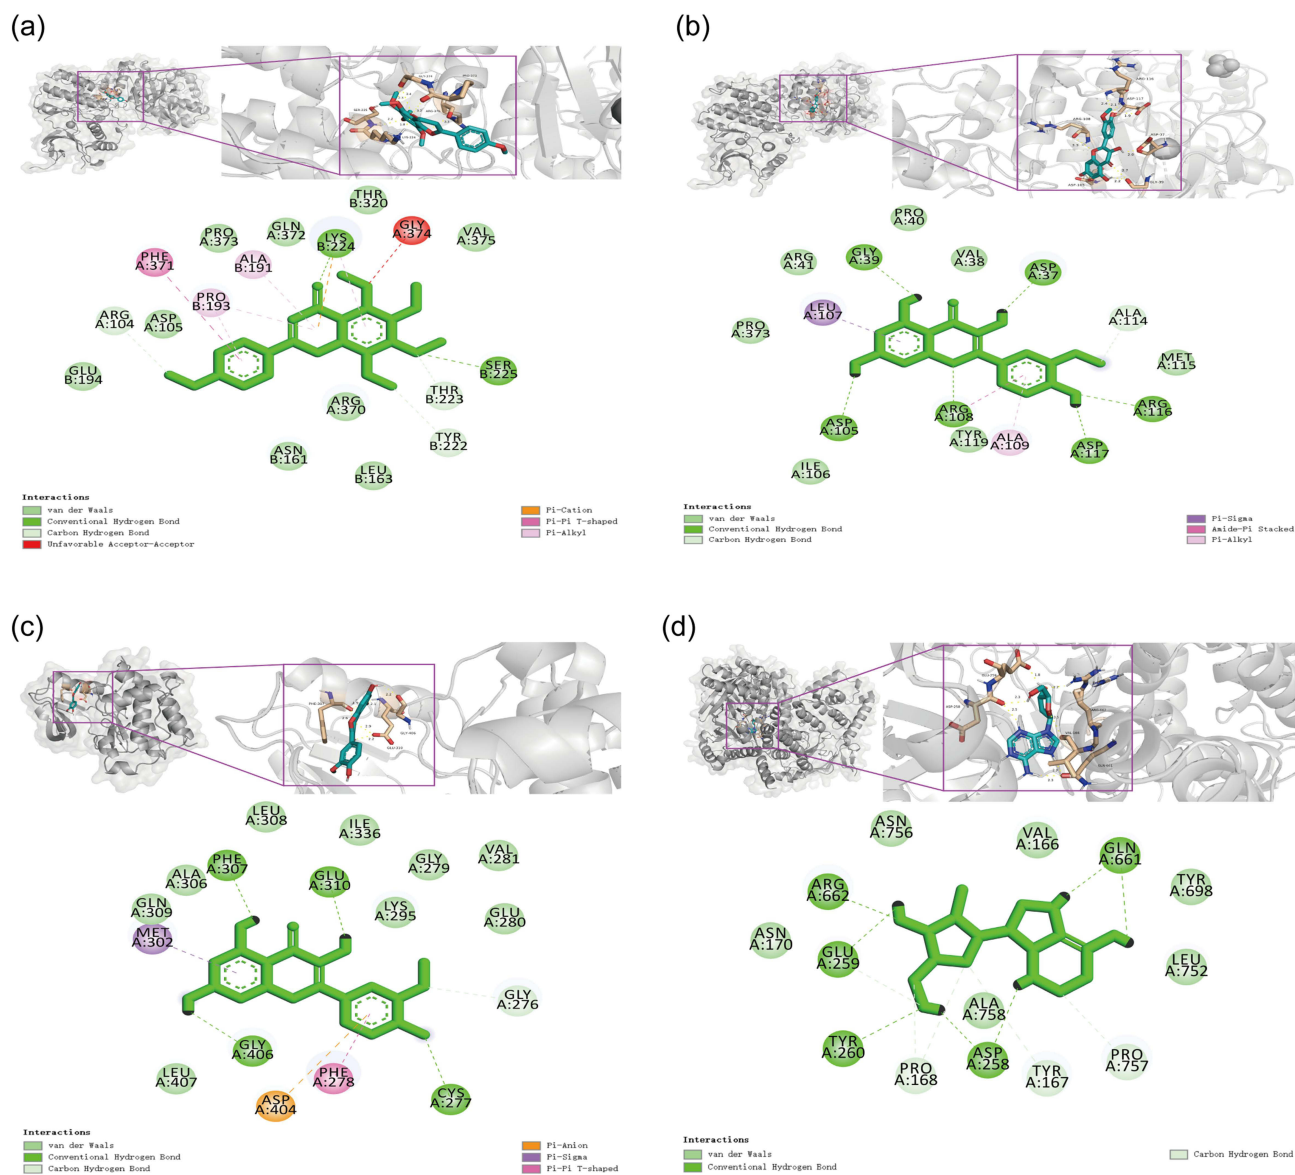 (a)
THR
B:320
PRO
A:373
GLN
A:372
LYS
B:224
GLY
A:374
VAL
A:375
PHE
A:371
ALA
B:191
PRO
B:193
ARG
A:104
ASP
A:105
GLU
B:194
SER
B:225
THR
B:223
ARG
A:370
TYR
B:222
ASN
B:161
LEU
B:163
Interactions
van der Waals
Conventional Hydrogen Bond
Carbon Hydrogen Bond
Unfavorable Acceptor-Acceptor
Pi-Cation
Pi-Pi T-shaped
Pi-Alkyl
(b)
PRO
A:40
ARG
A:41
GLY
A:39
VAL
A:38
ASP
A:37
LEU
A:107
ALA
A:114
PRO
A:373
MET
A:115
ASP
A:105
ARG
A:108
ARG
A:116
TYR
A:119
ALA
A:109
ASP
A:117
ILE
A:106
Interactions
van der Waals
Conventional Hydrogen Bond
Carbon Hydrogen Bond
Pi-Sigma
Amide-Pi Stacked
Pi-Alkyl
(c)
LEU
A:308
ILE
A:336
PHE
A:307
GLY
A:279
VAL
A:281
ALA
A:306
GLU
A:310
GLN
A:309
LYS
A:295
GLU
A:280
MET
A:302
GLY
A:276
GLY
A:406
LEU
A:407
PHE
A:278
ASP
A:404
CYS
A:277
Interactions
van der Waals
Conventional Hydrogen Bond
Carbon Hydrogen Bond
Pi-Anion
Pi-Sigma
Pi-Pi T-shaped
(d)
ASN
A:756
VAL
A:166
GLN
A:661
ARG
A:662
TYR
A:698
ASN
A:170
GLU
A:259
LEU
A:752
ALA
A:758
TYR
A:260
ASP
A:258
PRO
A:168
TYR
A:167
PRO
A:757
Interactions
van der Waals
Conventional Hydrogen Bond
Carbon Hydrogen Bond